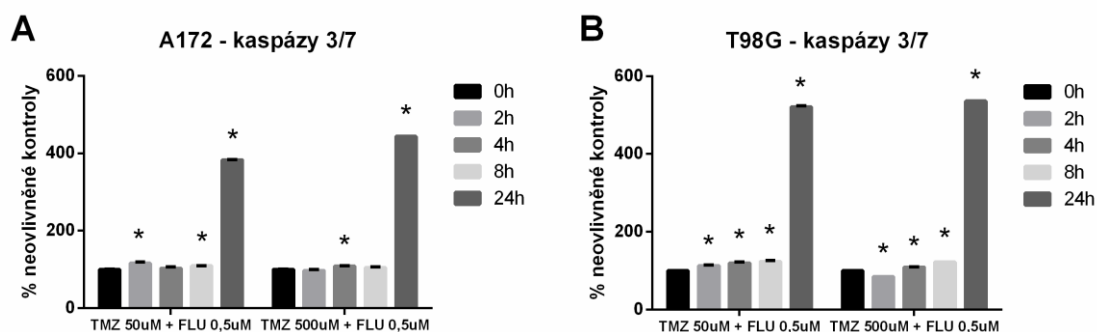 A
A172 - kaspázy 3/7
% neovlivněné kontroly
600
400
200
0
* * * * *
TMZ 50uM + FLU 0,5uM TMZ 500uM + FLU 0,5uM
0h
2h
4h
8h
24h
B
T98G - kaspázy 3/7
% neovlivněné kontroly
600
400
200
0
* * * * * * * *
TMZ 50uM + FLU 0,5uM TMZ 500uM + FLU 0,5uM
0h
2h
4h
8h
24h